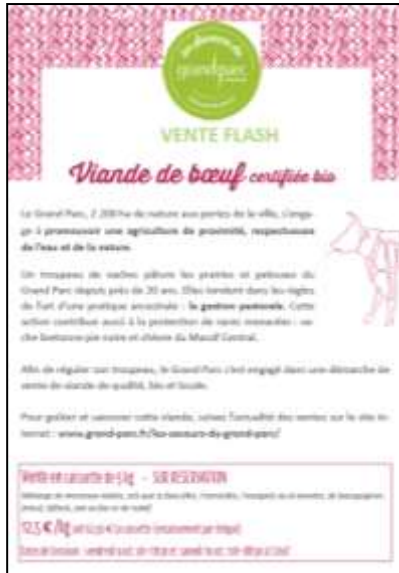 grand parc
VENTE FLASH
Viande de bœuf certifiée bio
Le Grand Parc, 2 200 ha de nature aux portes de la ville, s'enga-
ge à promouvoir une agriculture de proximité, respectueuse
de l'eau et de la nature.
Un troupeau de vaches pâture les prairies et pelouses du
Grand Parc depuis près de 20 ans. Elles tondent dans les règles
de l'art d'une pratique ancestrale : la gestion pastorale. Cette
action contribue aussi à la protection de races menacées : va-
che bretonne pie noire et chèvre du Massif Central.
Afin de réguler son troupeau, le Grand Parc s'est engagé dans une démarche de
vente de viande de qualité, bio et locale.
Pour goûter et savourer cette viande, suivez l'actualité des ventes sur le site in-
ternet : www.grand-parc.fr/les-saveurs-du-grand-parc/
Vente en caissette de 5 kg - SUR RÉSERVATION
12,5 € /kg